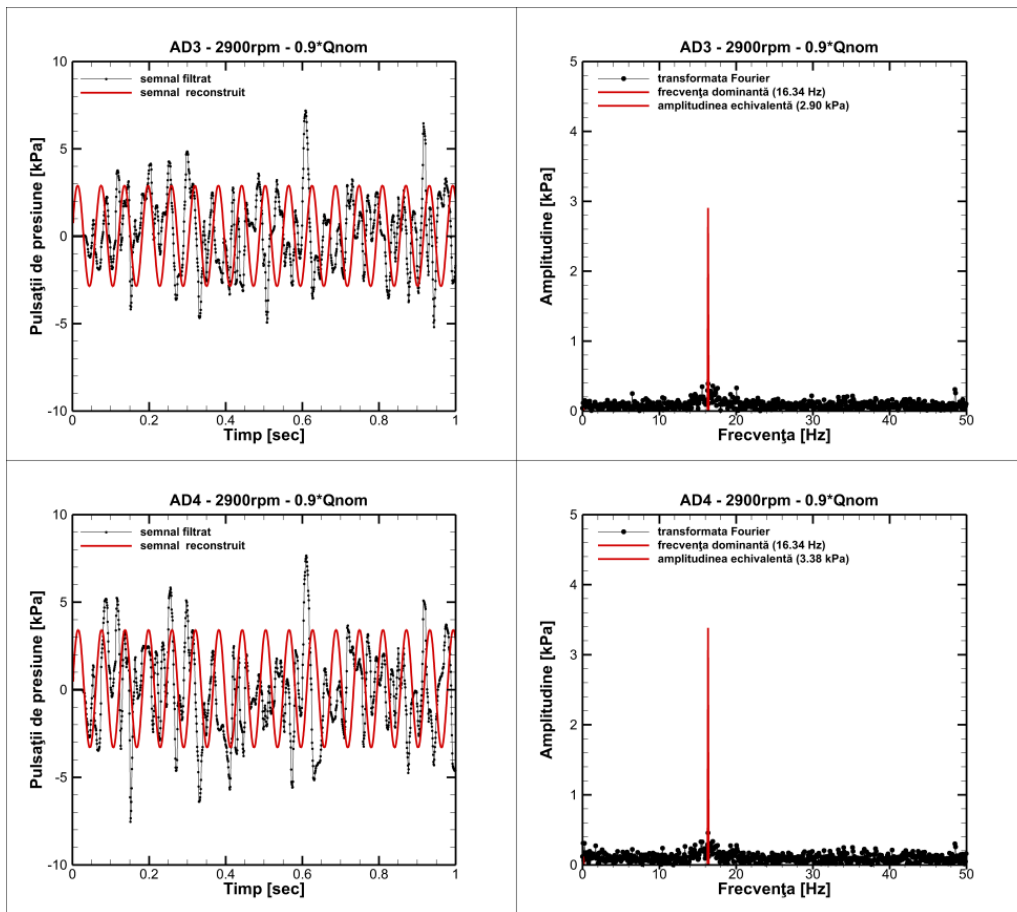 AD3 - 2900rpm - 0.9*Qnom
semnal filtrat
semnal reconstruit
Pulsaţii de presiune [kPa]
10
5
0
-5
-10
0
0.2
0.4
0.6
0.8
1
Timp [sec]
AD3 - 2900rpm - 0.9*Qnom
transformata Fourier
frecvenţa dominantă (16.34 Hz)
amplitudinea echivalentă (2.90 kPa)
Amplitudine [kPa]
5
4
3
2
1
0
0
10
20
30
40
50
Frecvenţa [Hz]
AD4 - 2900rpm - 0.9*Qnom
semnal filtrat
semnal reconstruit
Pulsaţii de presiune [kPa]
10
5
0
-5
-10
0
0.2
0.4
0.6
0.8
1
Timp [sec]
AD4 - 2900rpm - 0.9*Qnom
transformata Fourier
frecvenţa dominantă (16.34 Hz)
amplitudinea echivalentă (3.38 kPa)
Amplitudine [kPa]
5
4
3
2
1
0
0
10
20
30
40
50
Frecvenţa [Hz]